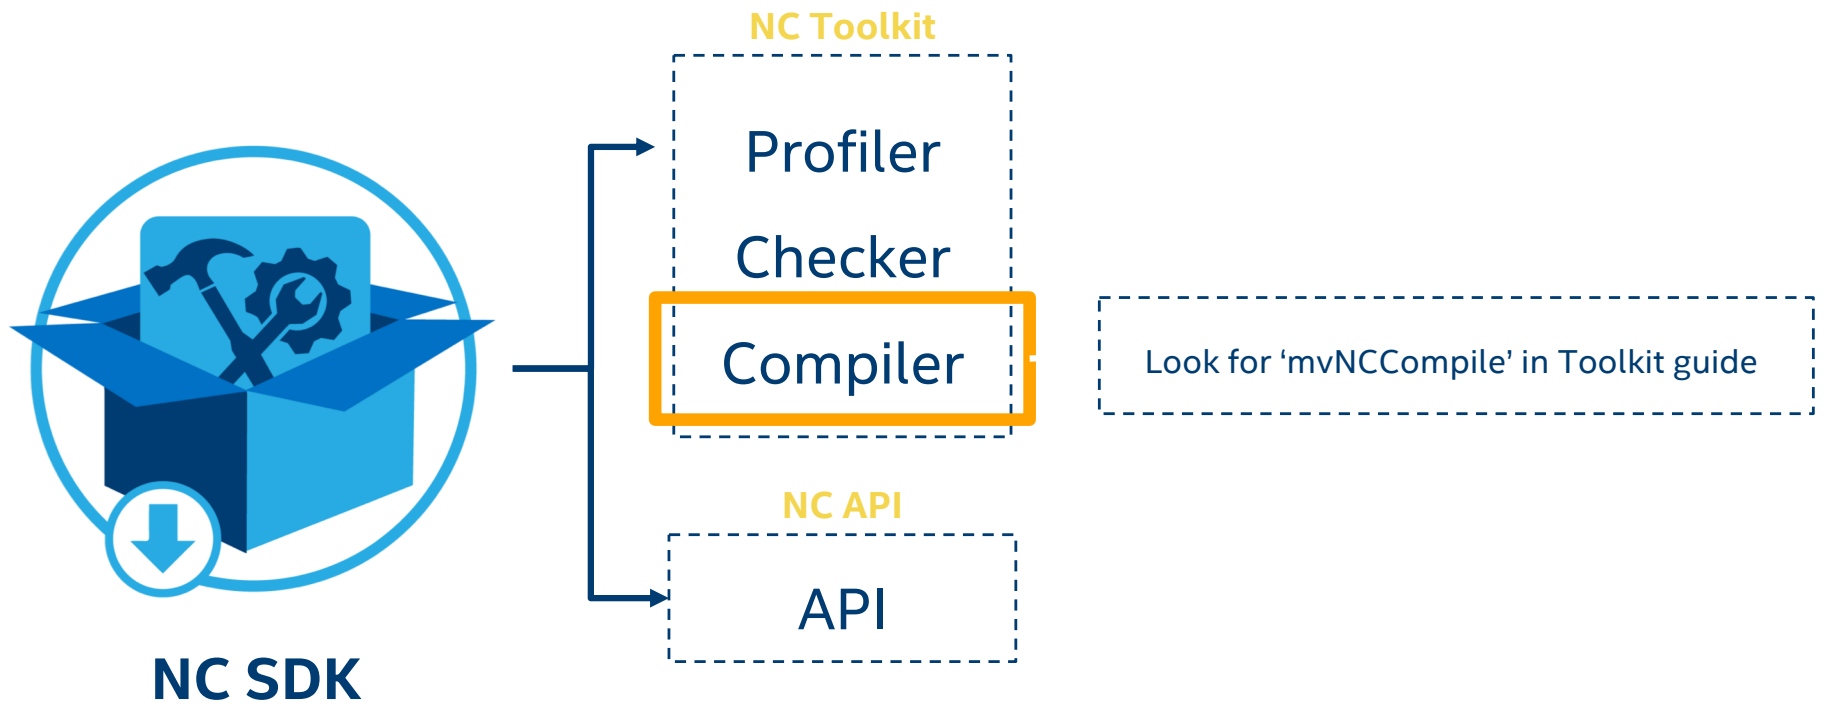 NC Toolkit
Profiler
Checker
Compiler
Look for ‘mvNCCompile’ in Toolkit guide
NC API
API
NC SDK